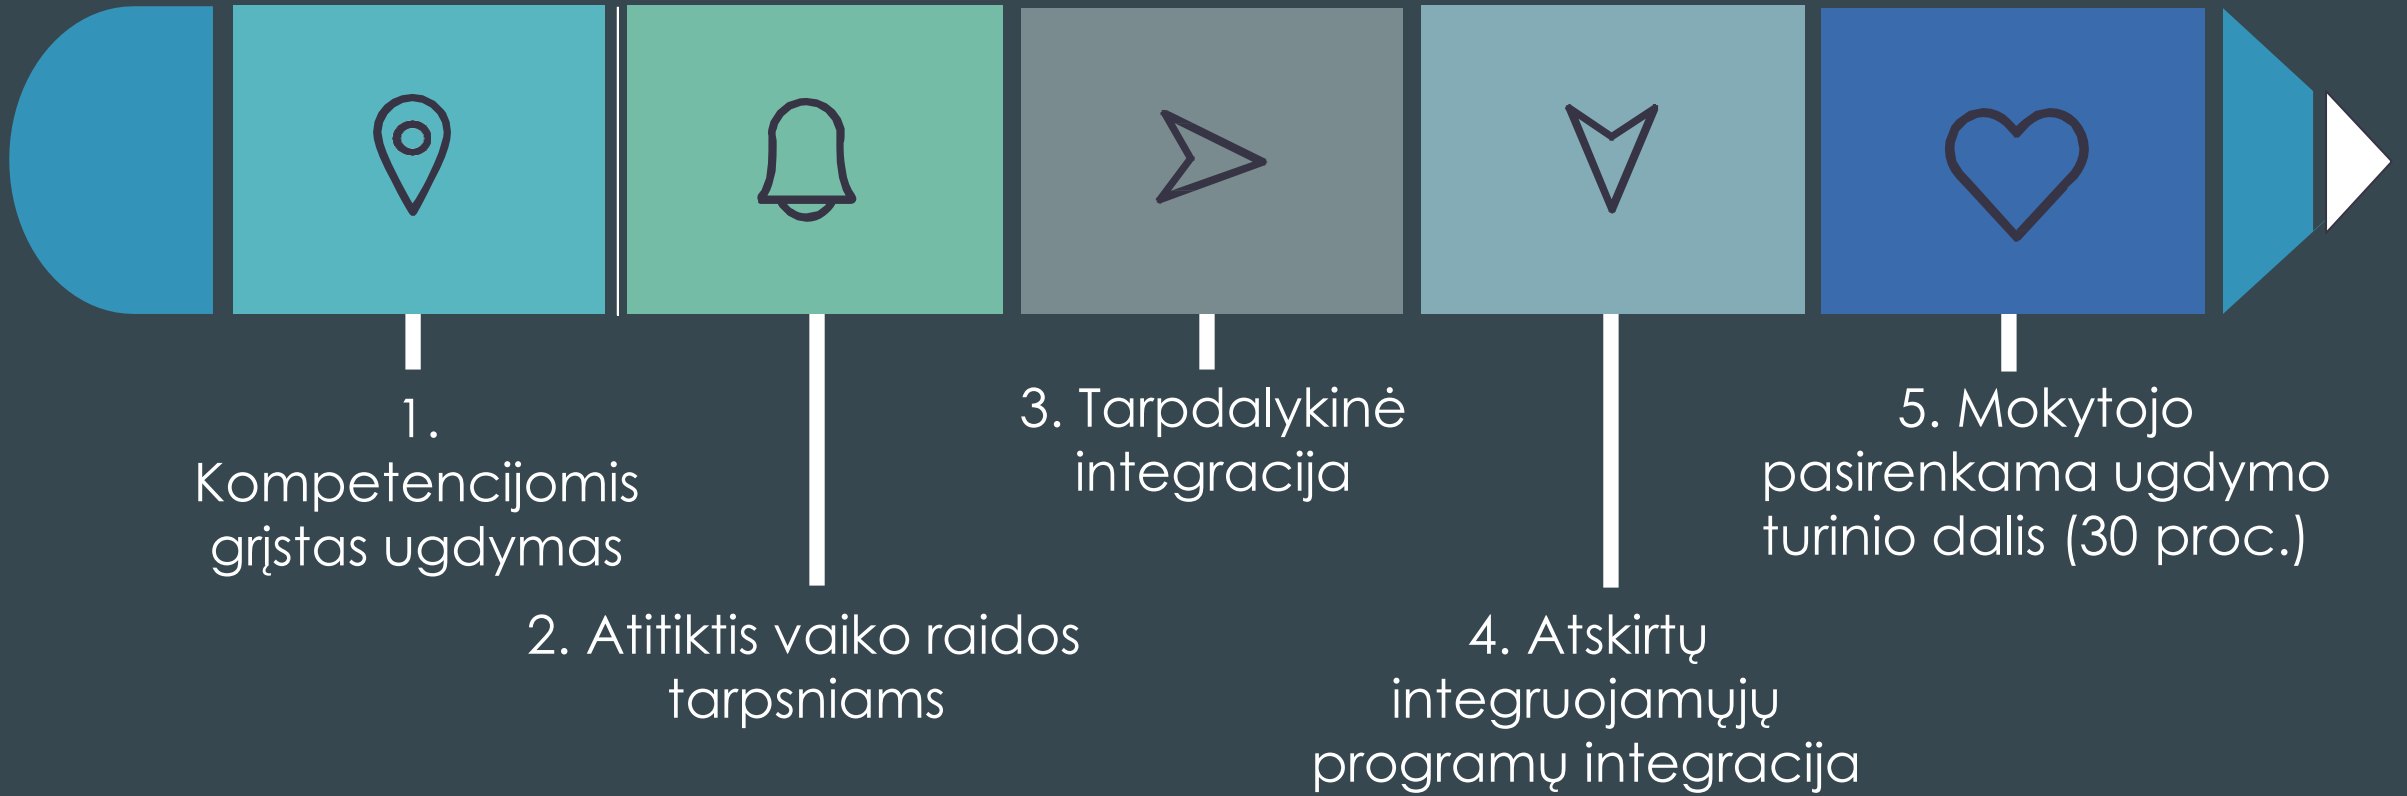 1.
Kompetencijomis
grįstas ugdymas
2. Atitiktis vaiko raidos
tarpsniams
3. Tarpdalykinė
integracija
4. Atskirtų
integruojamųjų
programų integracija
5. Mokytojo
pasirenkama ugdymo
turinio dalis (30 proc.)